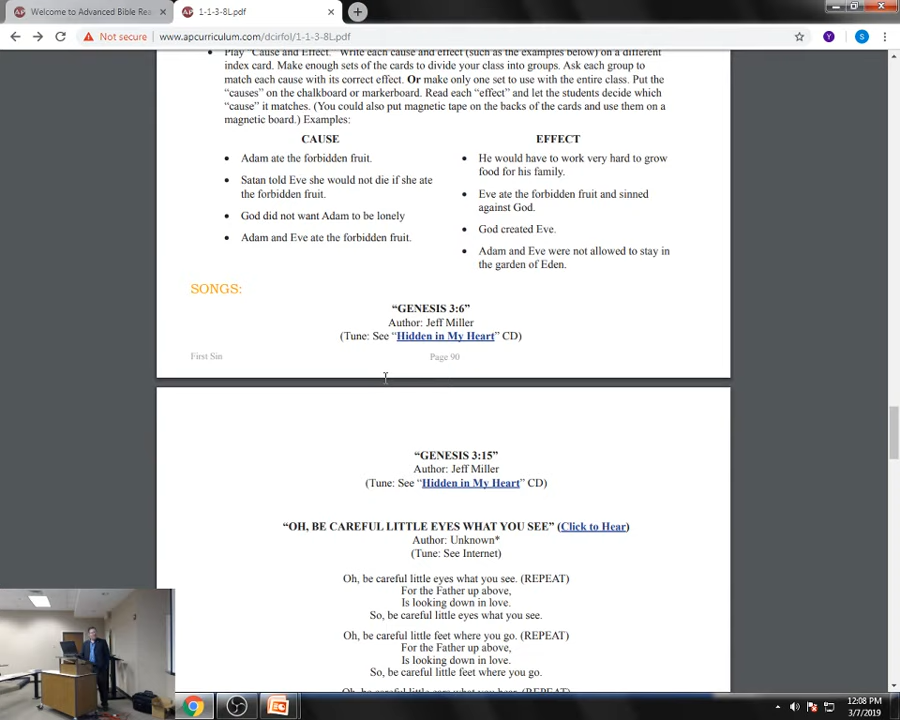 Welcome to Advanced Bible Rea
1-1-3-8L.pdf
Not secure | www.apcurriculum.com/dcirfol/1-1-3-8L.pdf
Play "Cause and Effect." Write each cause and effect (such as the examples below) on a different
index card. Make enough sets of the cards to divide your class into groups. Ask each group to
match each cause with its correct effect. Or make only one set to use with the entire class. Put the
"causes" on the chalkboard or markerboard. Read each "effect" and let the students decide which
"cause" it matches. (You could also put magnetic tape on the backs of the cards and use them on a
magnetic board.) Examples:
CAUSE
• Adam ate the forbidden fruit.
• Satan told Eve she would not die if she ate
the forbidden fruit.
• God did not want Adam to be lonely
• Adam and Eve ate the forbidden fruit.
EFFECT
• He would have to work very hard to grow
food for his family.
• Eve ate the forbidden fruit and sinned
against God.
• God created Eve.
• Adam and Eve were not allowed to stay in
the garden of Eden.
SONGS:
"GENESIS 3:6"
Author: Jeff Miller
(Tune: See "Hidden in My Heart" CD)
First Sin
Page 90
"GENESIS 3:15"
Author: Jeff Miller
(Tune: See "Hidden in My Heart" CD)
"OH, BE CAREFUL LITTLE EYES WHAT YOU SEE" (Click to Hear)
Author: Unknown*
(Tune: See Internet)
Oh, be careful little eyes what you see. (REPEAT)
For the Father up above,
Is looking down in love.
So, be careful little eyes what you see.
Oh, be careful little feet where you go. (REPEAT)
For the Father up above,
Is looking down in love.
So, be careful little feet where you go.
Oh, be careful little ears what you hear. (REPEAT)
12:08 PM
3/7/2019